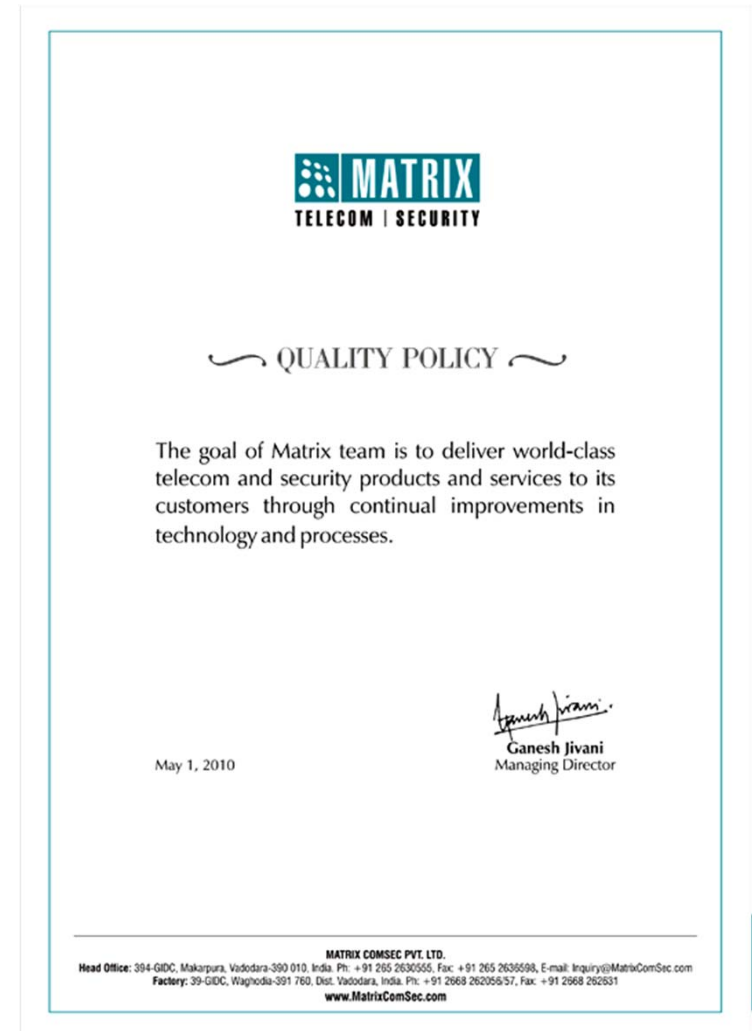 MATRIX
TELECOM | SECURITY
QUALITY POLICY
The goal of Matrix team is to deliver world-class
telecom and security products and services to its
customers through continual improvements in
technology and processes.
Ganesh Jivani.
Ganesh Jivani
May 1, 2010 Managing Director
MATRIX COMSEC PVT. LTD.
Head Office: 394-GIDC, Makarpura, Vadodara-390 010, India. Ph: +91 265 2630555, Fax: +91 265 2636598, E-mail: Inquiry@MatrixComSec.com
Factory: 39-GIDC, Waghodia-391 760, Dist. Vadodara, India. Ph: +91 2668 262056/57, Fax: +91 2668 262631
www.MatrixComSec.com